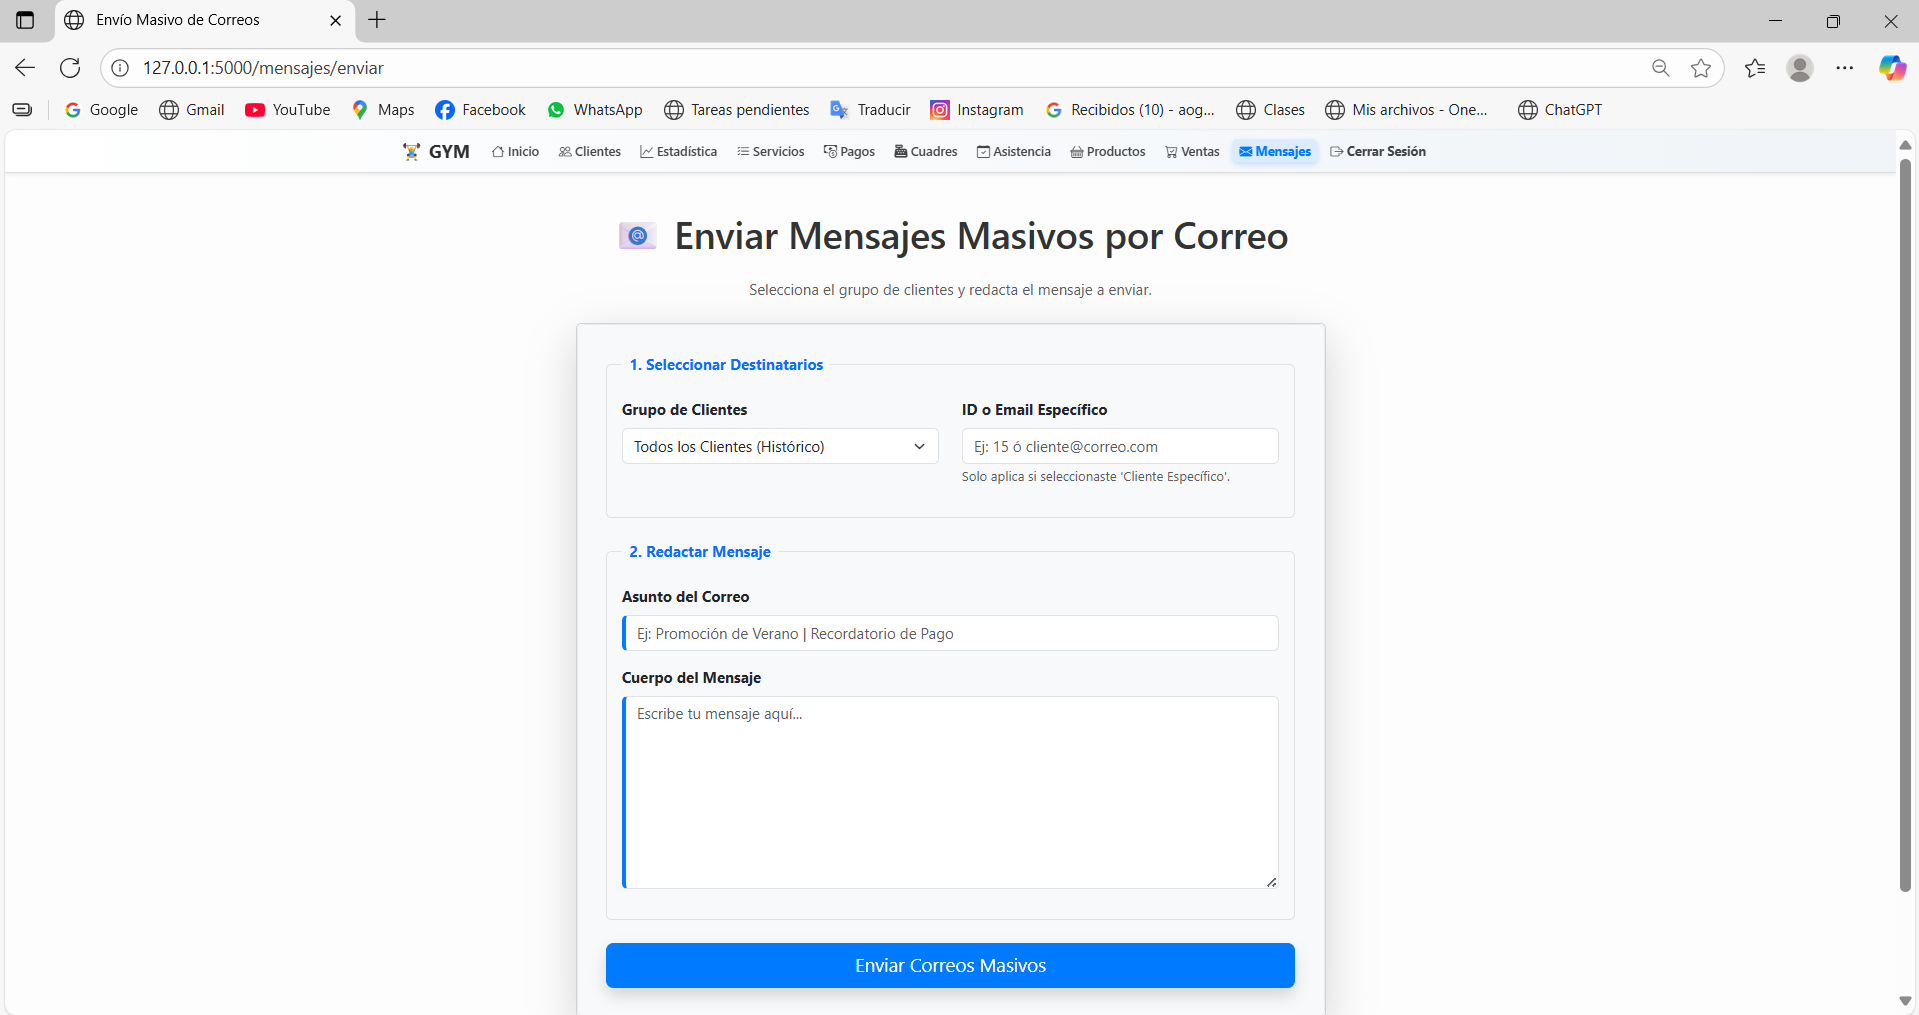 Envío Masivo de Correos
127.0.0.1:5000/mensajes/enviar
Google Gmail YouTube Maps Facebook WhatsApp Tareas pendientes Traducir Instagram Recibidos (10) - aog... Clases Mis archivos - One... ChatGPT
GYM Inicio Clientes Estadística Servicios Pagos Cuadres Asistencia Productos Ventas Mensajes Cerrar Sesión
Enviar Mensajes Masivos por Correo
Selecciona el grupo de clientes y redacta el mensaje a enviar.
1. Seleccionar Destinatarios
Grupo de Clientes
Todos los Clientes (Histórico)
ID o Email Específico
Ej: 15 ó cliente@correo.com
Solo aplica si seleccionaste 'Cliente Específico'.
2. Redactar Mensaje
Asunto del Correo
Ej: Promoción de Verano | Recordatorio de Pago
Cuerpo del Mensaje
Escribe tu mensaje aquí...
Enviar Correos Masivos